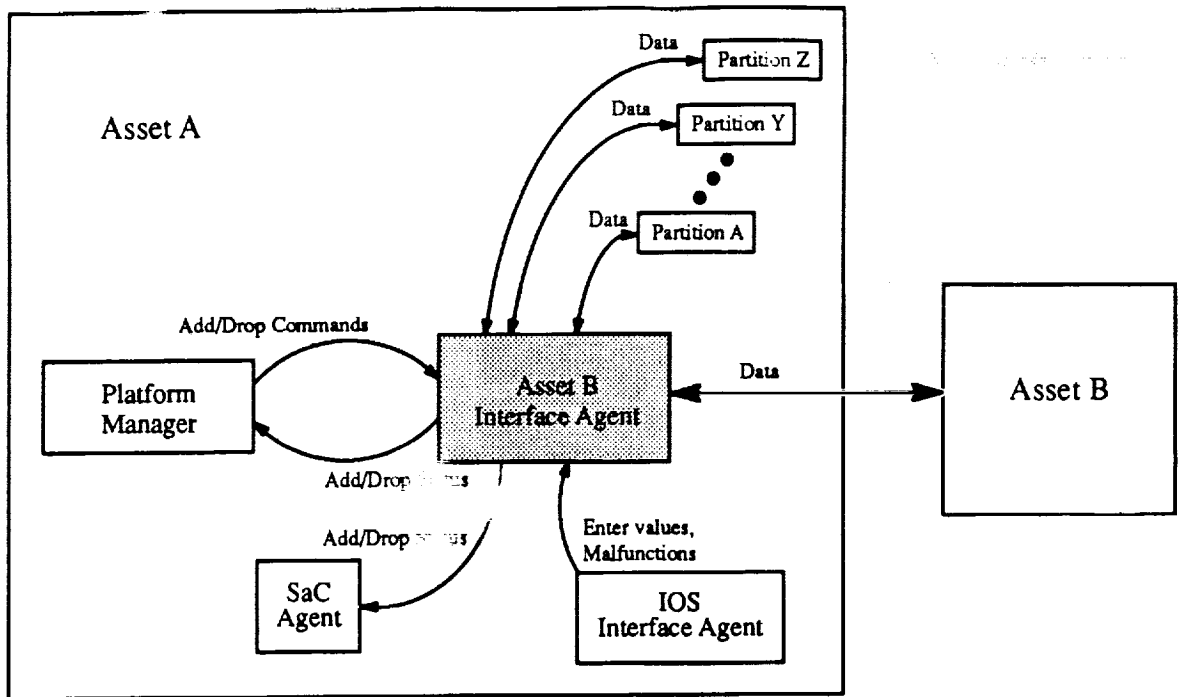 Data
Partition Z
Data
Partition Y
Asset A
Data
Partition A
Add/Drop Commands
Platform
Manager
Asset B
Interface Agent
Data
Asset B
Add/Drop
Add/Drop
Enter values,
Malfunctions
SaC
Agent
IOS
Interface Agent